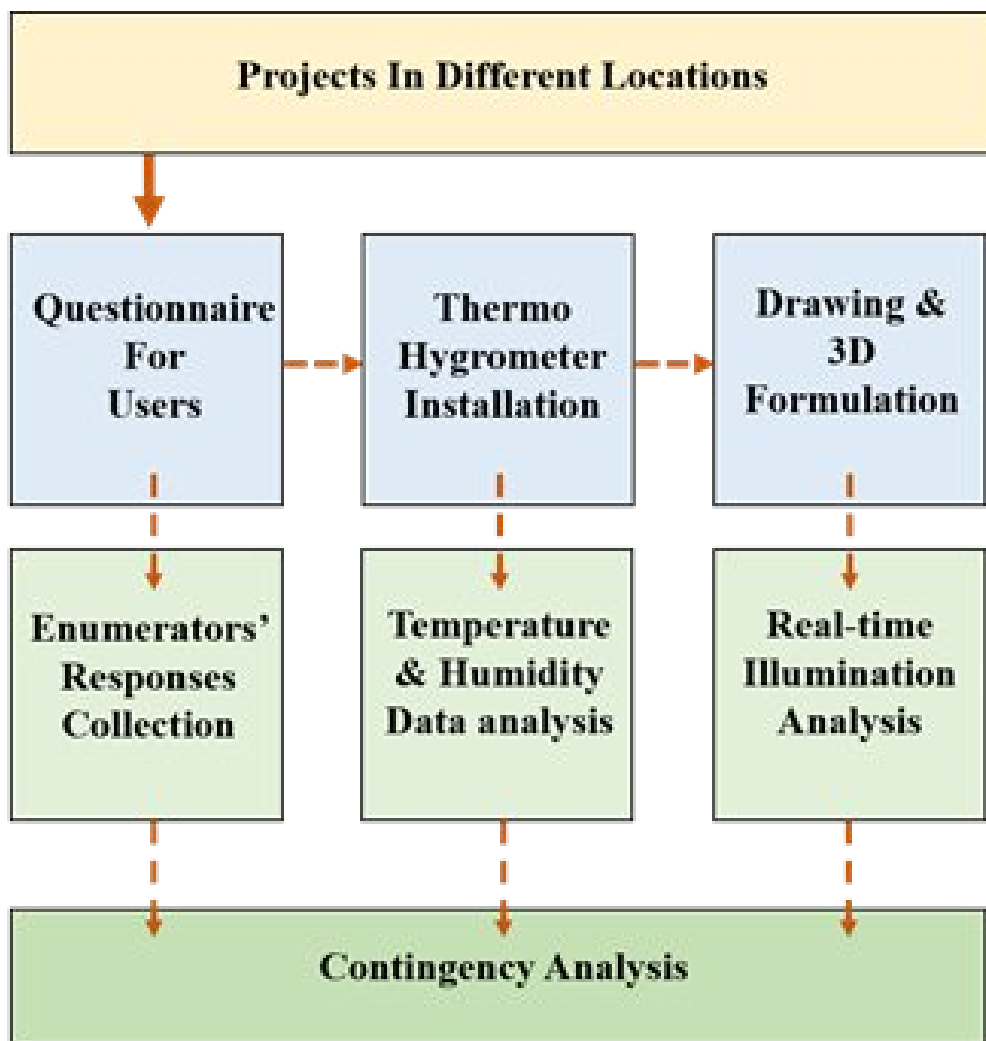 Projects In Different Locations
Questionnaire
For
Users
Thermo
Hygrometer
Installation
Drawing &
3D
Formulation
Enumerators’
Responses
Collection
Temperature
& Humidity
Data analysis
Real-time
Illumination
Analysis
Contingency Analysis